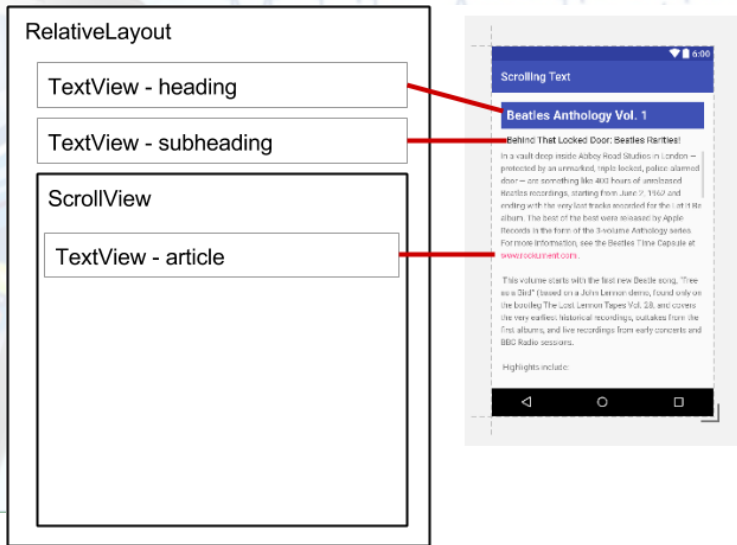 RelativeLayout
TextView - heading
TextView - subheading
ScrollView
TextView - article
6:00
Scrolling Text
Beatles Anthology Vol. 1
Behind That Locked Door: Beatles Rarities!
In a vault deep inside Abbey Road Studios in London —
protected by an unmarked, triple locked, police alarmed
door — are something like 400 hours of unreleased
Beatles recordings, starting from June 2, 1962 and
ending with the very last tracks recorded for the Let It Be
album. The best of the best were released by Apple
Records in the form of the 3-volume Anthology series.
For more information, see the Beatles Time Capsule at
www.rockument.com.
This volume starts with the first new Beatle song, "Free
as a Bird" (based on a John Lennon demo, found only on
the bootleg The Lost Lennon Tapes Vol. 28, and covers
the very earliest historical recordings, outtakes from the
first albums, and live recordings from early concerts and
BBC Radio sessions.
Highlights include: